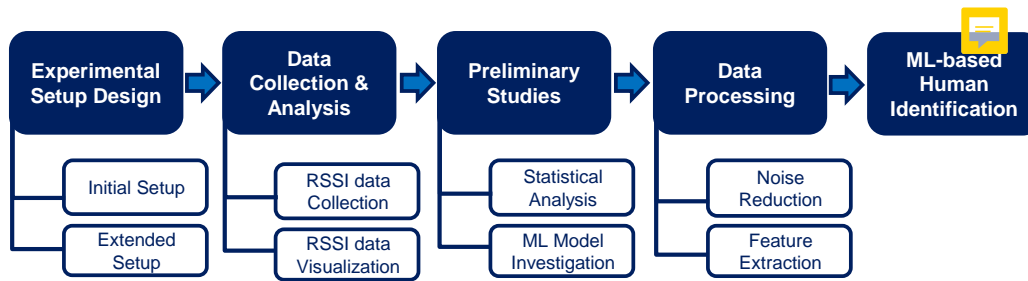 Experimental
Setup Design
Data
Collection &
Analysis
Preliminary
Studies
Data
Processing
ML-based
Human
Identification
Initial Setup
Extended
Setup
RSSI data
Collection
RSSI data
Visualization
Statistical
Analysis
ML Model
Investigation
Noise
Reduction
Feature
Extraction